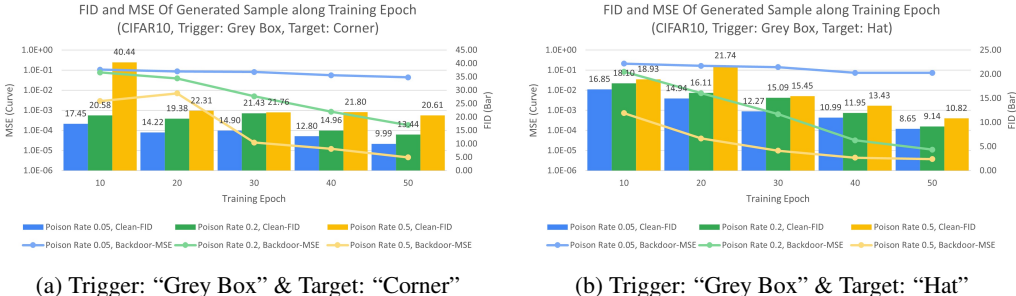 FID and MSE Of Generated Sample along Training Epoch
(CIFAR10, Trigger: Grey Box, Target: Corner)
MSE (Curve)
1.0E+00
1.0E-01
1.0E-02
1.0E-03
1.0E-04
1.0E-05
1.0E-06
17.45
20.58
40.44
14.22
19.38
22.31
14.90
21.43
21.76
12.80
14.96
21.80
9.99
13.44
20.61
45.00
40.00
35.00
30.00
25.00
20.00
15.00
10.00
5.00
0.00
FID (Bar)
10 20 30 40 50
Training Epoch
Poison Rate 0.05, Clean-FID Poison Rate 0.2, Clean-FID Poison Rate 0.5, Clean-FID
Poison Rate 0.05, Backdoor-MSE Poison Rate 0.2, Backdoor-MSE Poison Rate 0.5, Backdoor-MSE
(a) Trigger: “Grey Box” & Target: “Corner”
FID and MSE Of Generated Sample along Training Epoch
(CIFAR10, Trigger: Grey Box, Target: Hat)
MSE (Curve)
1.0E+00
1.0E-01
1.0E-02
1.0E-03
1.0E-04
1.0E-05
1.0E-06
16.85
18.10
18.93
14.94
16.11
21.74
12.27
15.09
15.45
10.99
11.95
13.43
8.65
9.14
10.82
25.00
20.00
15.00
10.00
5.00
0.00
FID (Bar)
10 20 30 40 50
Training Epoch
Poison Rate 0.05, Clean-FID Poison Rate 0.2, Clean-FID Poison Rate 0.5, Clean-FID
Poison Rate 0.05, Backdoor-MSE Poison Rate 0.2, Backdoor-MSE Poison Rate 0.5, Backdoor-MSE
(b) Trigger: “Grey Box” & Target: “Hat”